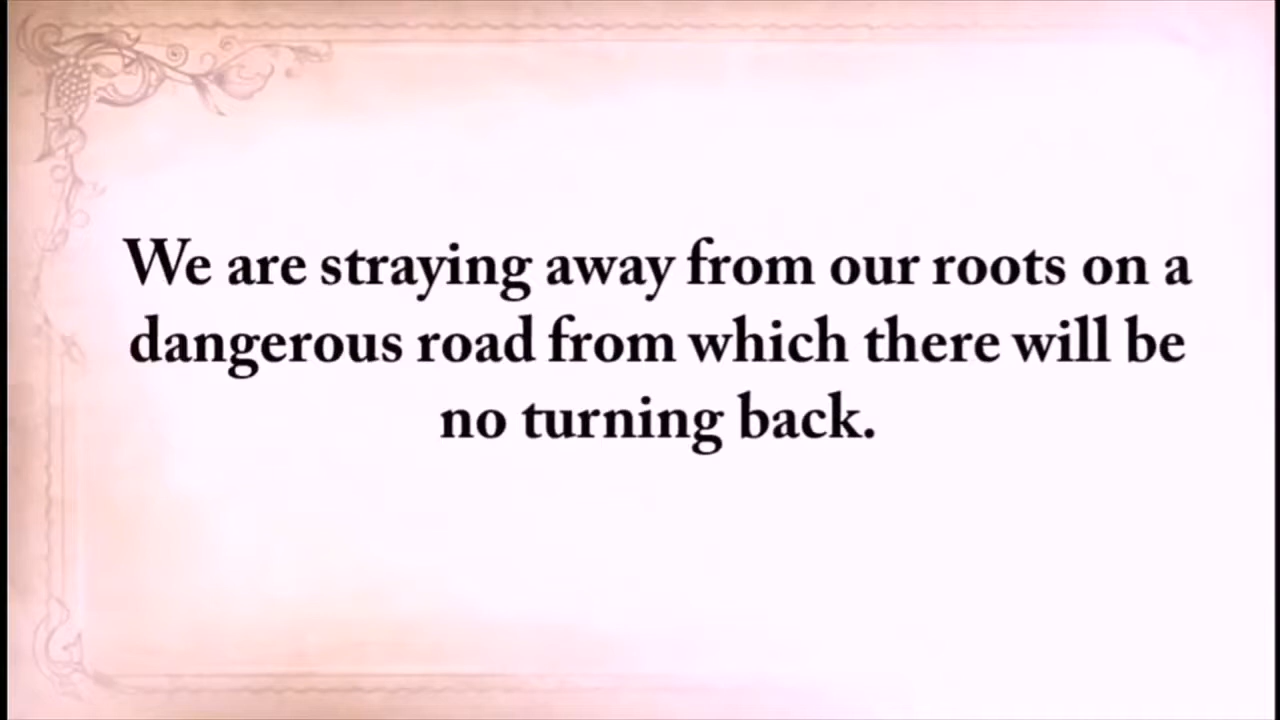 We are straying away from our roots on a
dangerous road from which there will be
no turning back.